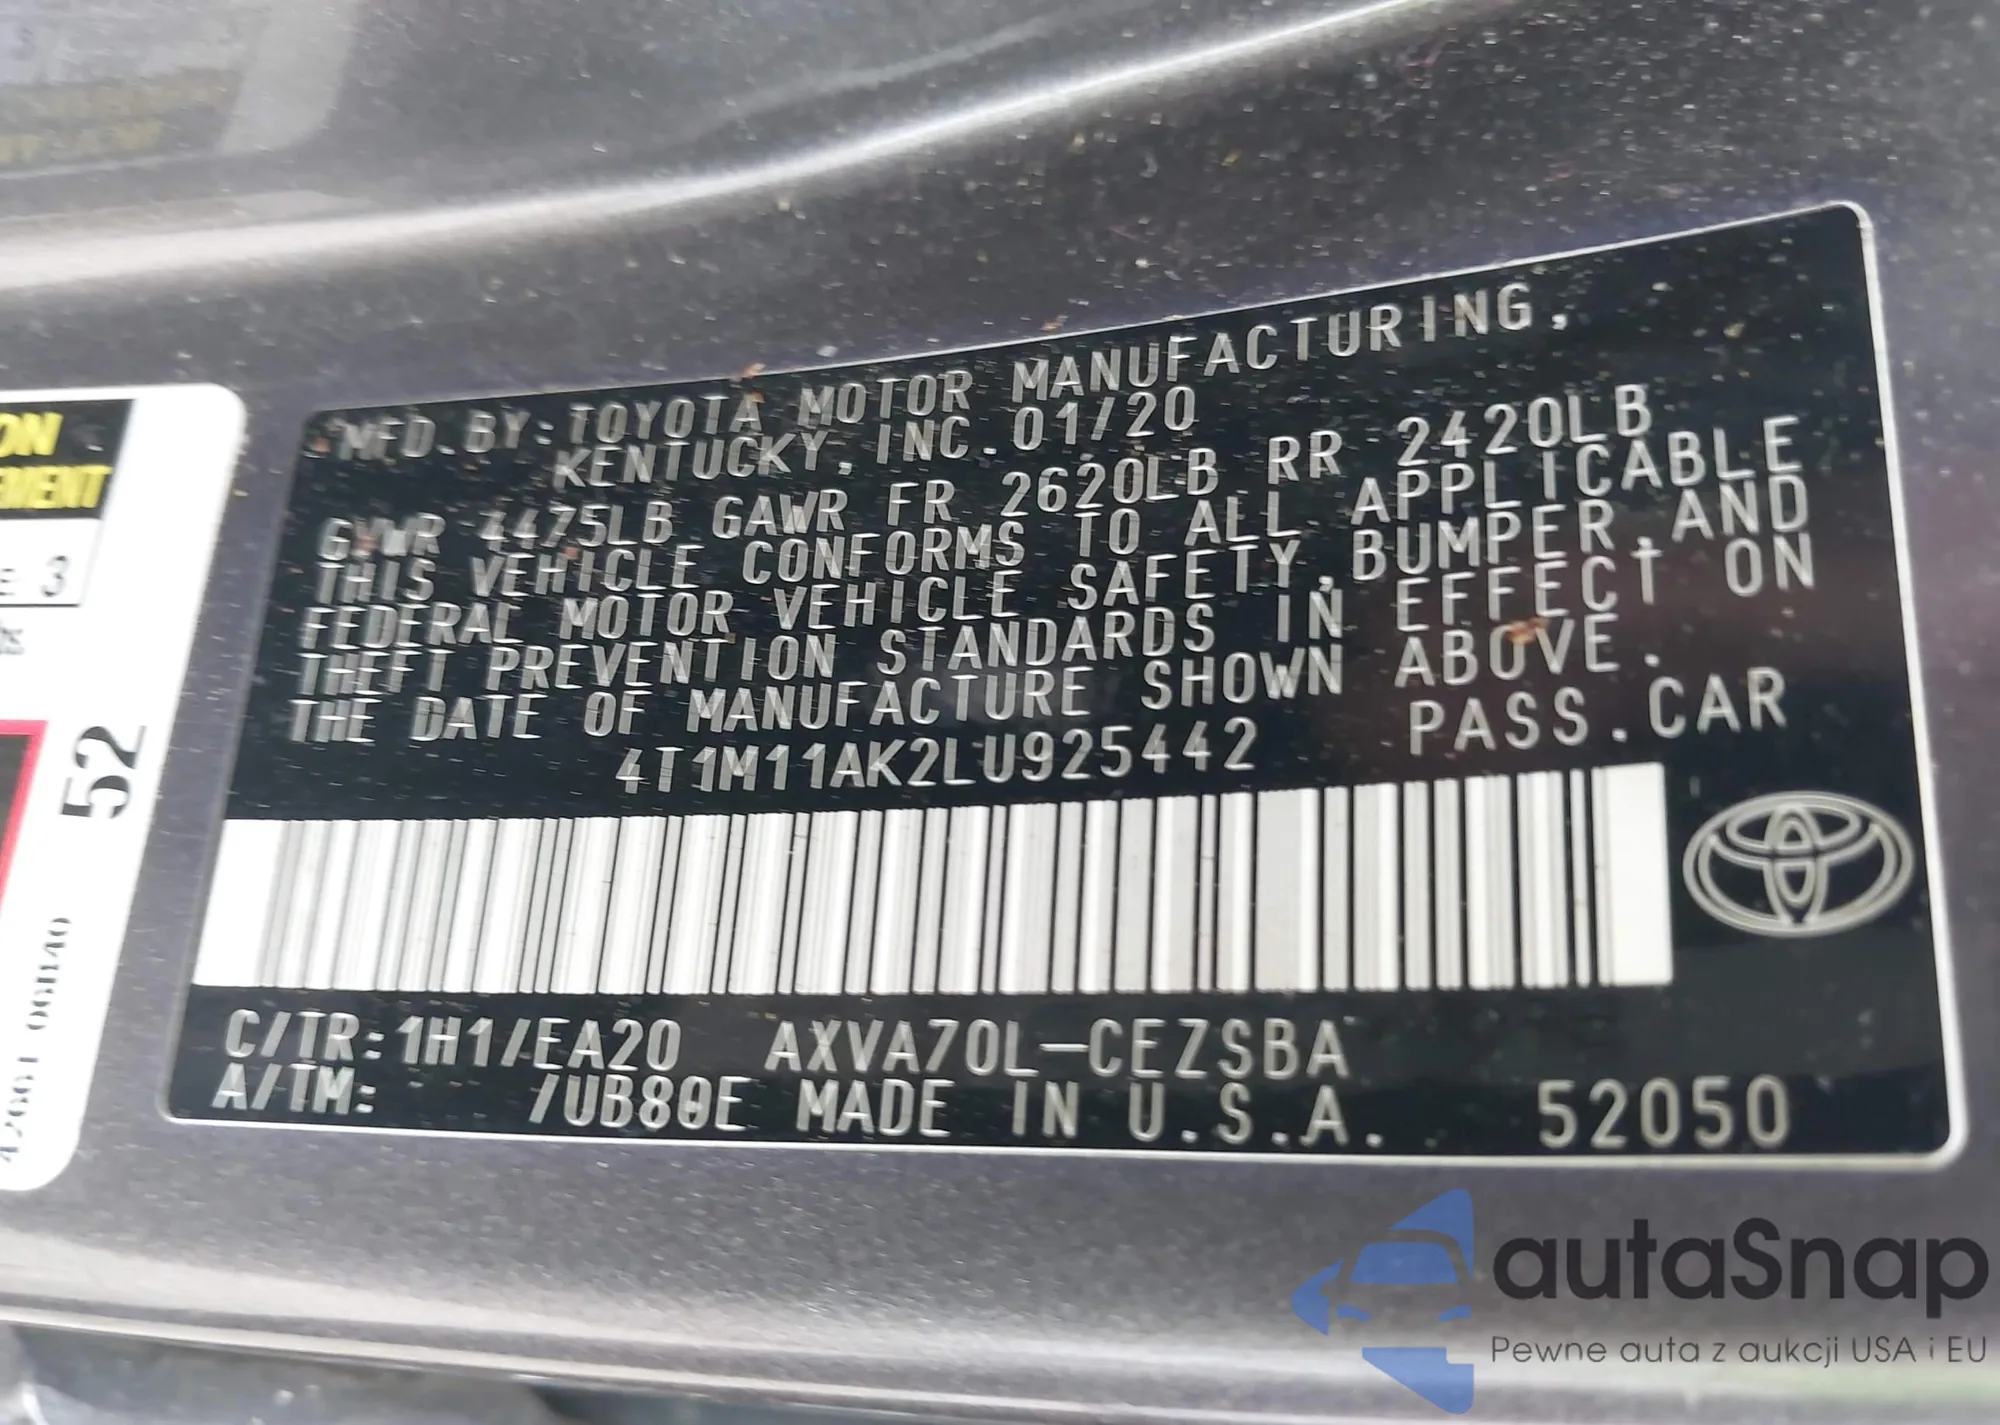 MFD.BY:TOYOTA MOTOR MANUFACTURING,
KENTUCKY, INC. 01/20
GVWR 4475LB GAWR FR 2620LB RR 2420LB
THIS VEHICLE CONFORMS TO ALL APPLICABLE
FEDERAL MOTOR VEHICLE SAFETY,BUMPER,AND
THEFT PREVENTION STANDARDS IN EFFECT ON
THE DATE OF MANUFACTURE SHOWN ABOVE.
4T1M11AK2LU925442 PASS.CAR
C/TR:1H1/EA20 AXVA70L-CEZSBA
A/TM: /UB80E MADE IN U.S.A. 52050
ON
EMENT
3
52
autaSnap
Pewne auta z aukcji USA i EU